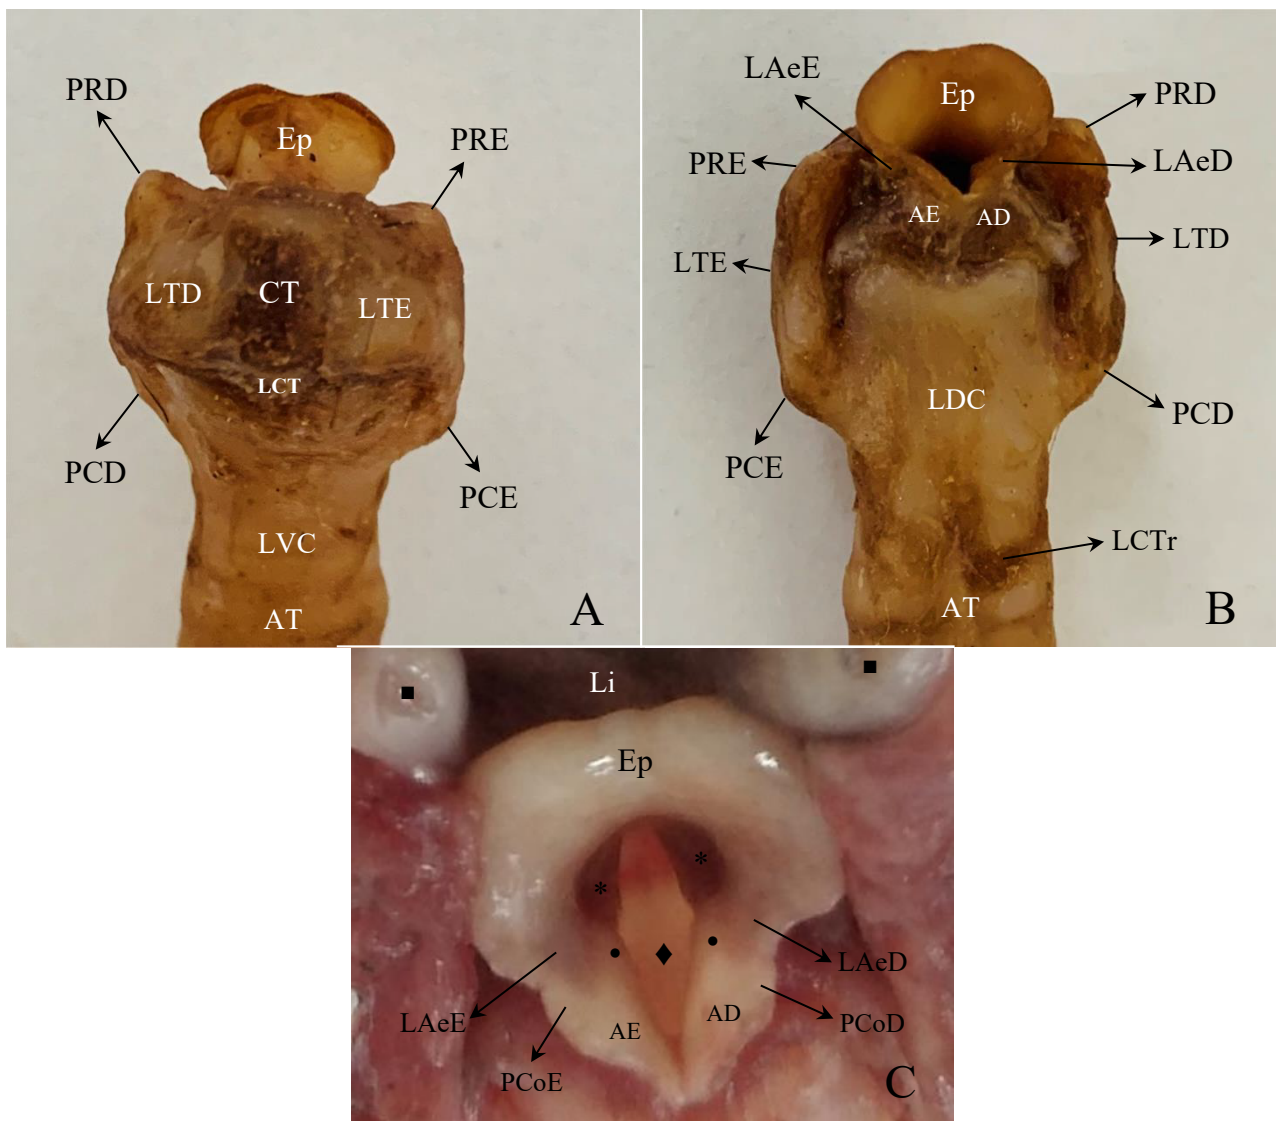 PRD
Ep
PRE
LTD
CT
LTE
LCT
PCD
PCE
LVC
AT
A
LAeE
Ep
PRD
PRE
LAeD
AE
AD
LTE
LTD
LDC
PCE
PCD
LCTr
AT
B
Li
Ep
*
*
LAeE
LAeD
AE
AD
PCoD
PCoE
C